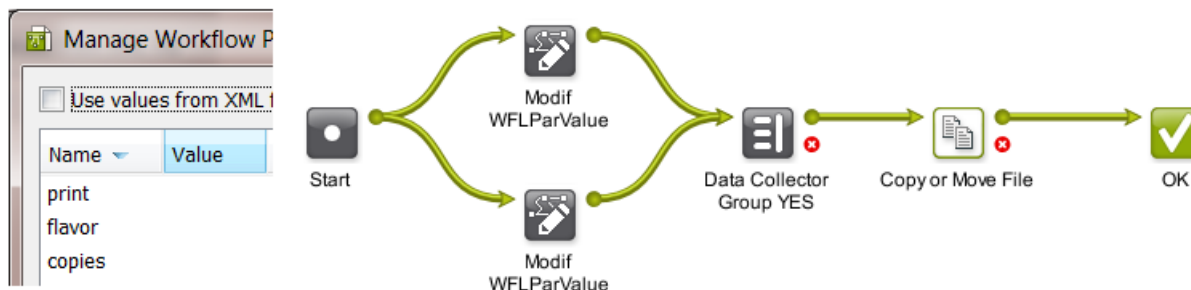 Manage Workflow P
Use values from XML f
Name Value
print
flavor
copies
Start
Modif
WFLParValue
Modif
WFLParValue
Data Collector
Group YES
Copy or Move File
OK